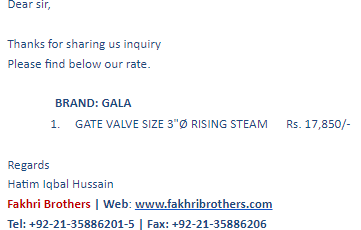 Dear sir,
Thanks for sharing us inquiry
Please find below our rate.
BRAND: GALA
1. GATE VALVE SIZE 3"Ø RISING STEAM Rs. 17,850/-
Regards
Hatim Iqbal Hussain
Fakhri Brothers | Web: www.fakhribrothers.com
Tel: +92-21-35886201-5 | Fax: +92-21-35886206